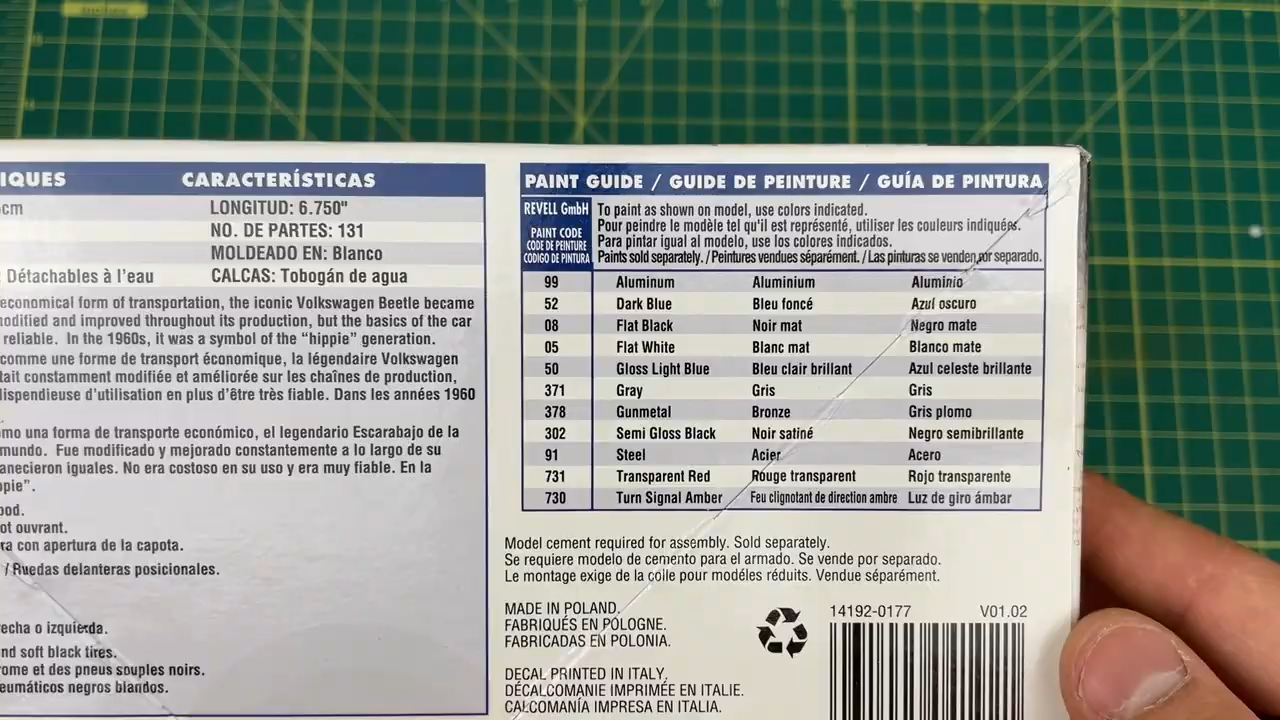 IQUES CARACTERÍSTICAS
cm LONGITUD: 6.750"
NO. DE PARTES: 131
MOLDEADO EN: Blanco
: Détachables à l'eau CALCAS: Tobogán de agua
economical form of transportation, the iconic Volkswagen Beetle became
modified and improved throughout its production, but the basics of the car
reliable. In the 1960s, it was a symbol of the "hippie" generation.
comme une forme de transport économique, la légendaire Volkswagen
tait constamment modifiée et améliorée sur les chaînes de production,
dispendieuse d'utilisation en plus d'être très fiable. Dans les années 1960
.
omo una forma de transporte económico, el legendario Escarabajo de la
mundo. Fue modificado y mejorado constantemente a lo largo de su
anecieron iguales. No era costoso en su uso y era muy fiable. En la
ppie".
ood.
ot ouvrant.
ra con apertura de la capota.
/ Ruedas delanteras posicionales.
echa o izquierda.
nd soft black tires.
rome et des pneus souples noirs.
eumáticos negros blandos.
PAINT GUIDE / GUIDE DE PEINTURE / GUÍA DE PINTURA
REVELL GmbH
PAINT CODE
CODE DE PEINTURE
CÓDIGO DE PINTURA
To paint as shown on model, use colors indicated.
Pour peindre le modèle tel qu'il est représenté, utiliser les couleurs indiqués.
Para pintar igual al modelo, use los colores indicados.
Paints sold separately. / Peintures vendues séparément. / Las pinturas se venden por separado.
99 Aluminum Aluminium Aluminio
52 Dark Blue Bleu foncé Azul oscuro
08 Flat Black Noir mat Negro mate
05 Flat White Blanc mat Blanco mate
50 Gloss Light Blue Bleu clair brillant Azul celeste brillante
371 Gray Gris Gris
378 Gunmetal Bronze Gris plomo
302 Semi Gloss Black Noir satiné Negro semibrillante
91 Steel Acier Acero
731 Transparent Red Rouge transparent Rojo transparente
730 Turn Signal Amber Feu clignotant de direction ambre Luz de giro ámbar
Model cement required for assembly. Sold separately.
Se requiere modelo de cemento para el armado. Se vende por separado.
Le montage exige de la colle pour modéles réduits. Vendue séparément.
MADE IN POLAND.
FABRIQUÉS EN PÓLOGNE.
FABRICADAS EN POLONIA.
DECAL PRINTED IN ITALY.
DÉCALCOMANIE IMPRIMÉE EN ITALIE.
CALCOMANÍA IMPRESA EN ITALIA.
14192-0177 V01.02